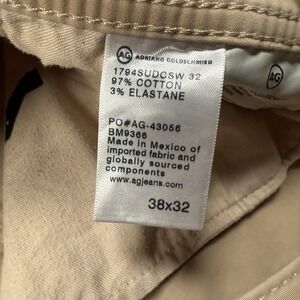 AG ADRIANO GOLDSCHMIED
1794SUDCSW 32
97% COTTON
3% ELASTANE
PO#AG-43056
BM9366
Made in Mexico of
imported fabric and
globally sourced
components
www.agjeans.com
38x32
AG